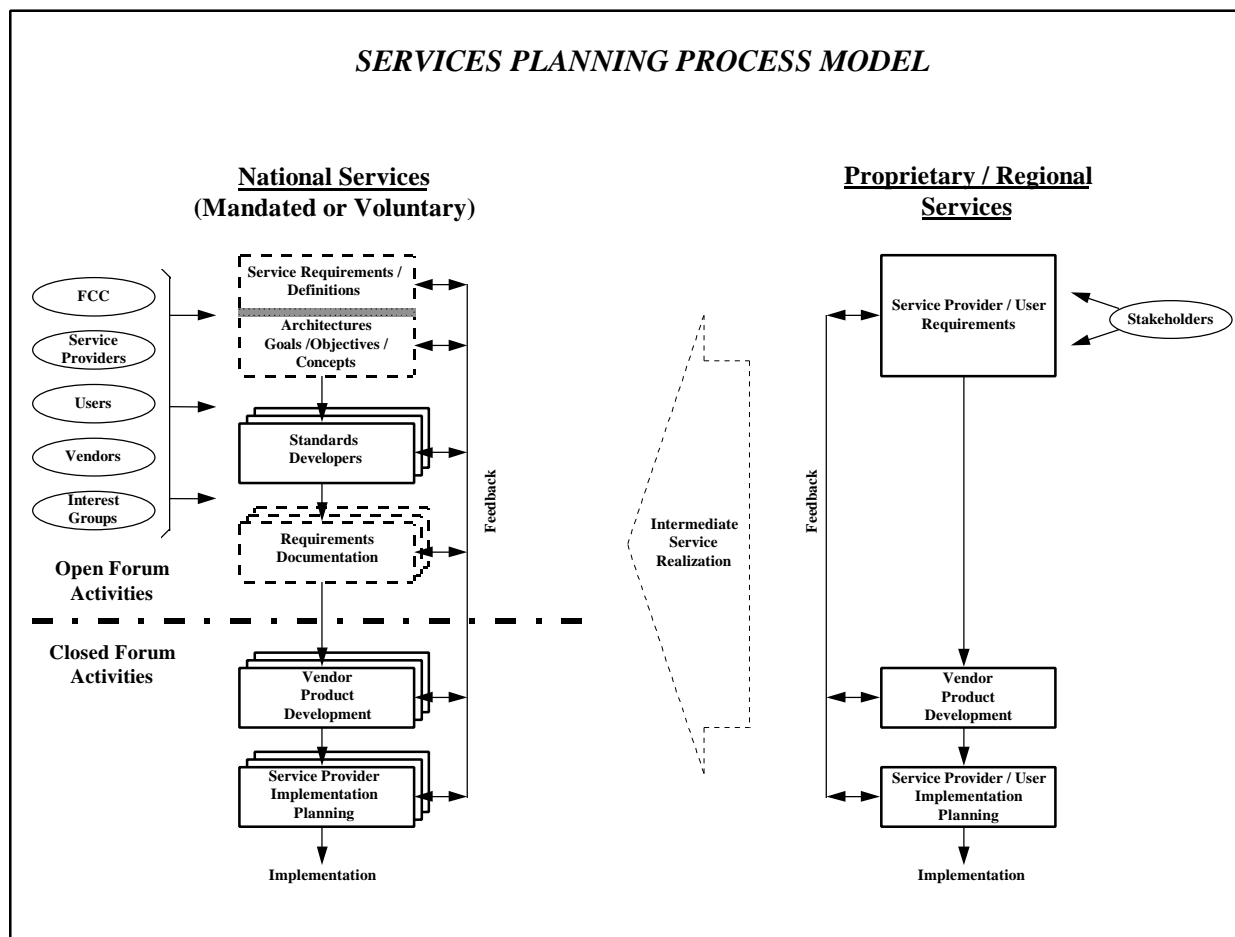 SERVICES PLANNING PROCESS MODEL
National Services
(Mandated or Voluntary)
FCC
Service
Providers
Users
Vendors
Interest
Groups
Open Forum
Activities
Closed Forum
Activities
Service Requirements /
Definitions
Architectures
Goals /Objectives /
Concepts
Standards
Developers
Requirements
Documentation
Vendor
Product
Development
Service Provider
Implementation
Planning
Implementation
Feedback
Intermediate
Service
Realization
Proprietary / Regional
Services
Service Provider / User
Requirements
Stakeholders
Feedback
Vendor
Product
Development
Service Provider / User
Implementation
Planning
Implementation